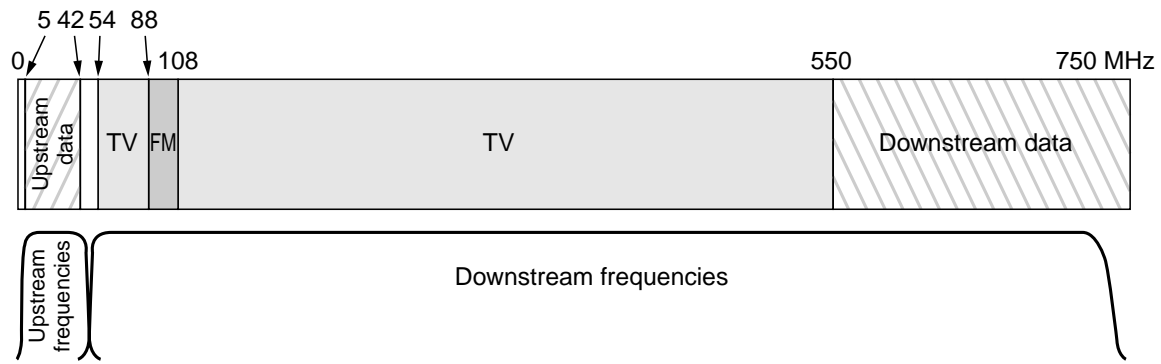 5 42 54 88
0 108 550 750 MHz
Upstream
data
TV FM TV Downstream data
Upstream
frequencies
Downstream frequencies